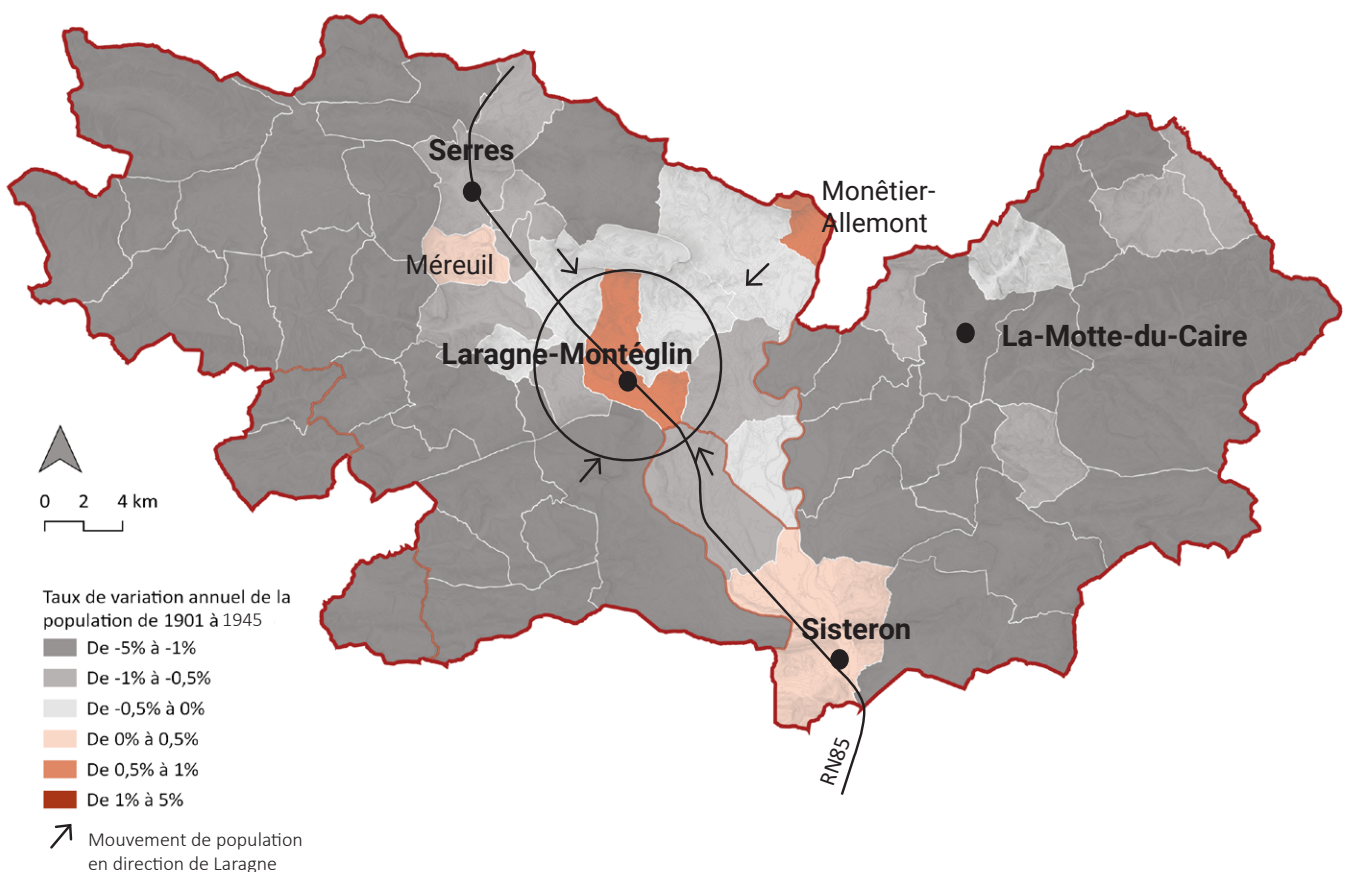 Serres
Monêtier-
Allemont
Méreuil
La-Motte-du-Caire
Laragne-Montéglin
0 2 4 km
Taux de variation annuel de la
population de 1901 à 1945
De -5% à -1%
De -1% à -0,5%
De -0,5% à 0%
De 0% à 0,5%
De 0,5% à 1%
De 1% à 5%
Mouvement de population
en direction de Laragne
Sisteron
RN85